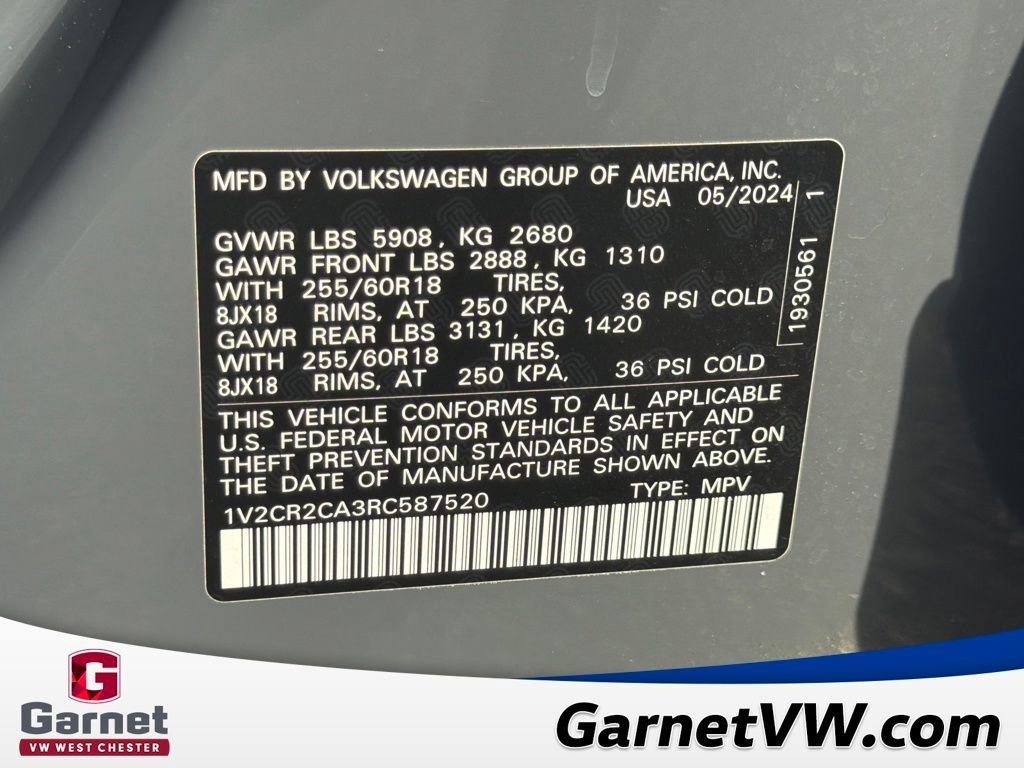 MFD BY VOLKSWAGEN GROUP OF AMERICA, INC.
USA 05/2024
GVWR LBS 5908, KG 2680
GAWR FRONT LBS 2888, KG 1310
WITH 255/60R18 TIRES,
8JX18 RIMS, AT 250 KPA, 36 PSI COLD
GAWR REAR LBS 3131, KG 1420
WITH 255/60R18 TIRES,
8JX18 RIMS, AT 250 KPA, 36 PSI COLD
1930561 1
THIS VEHICLE CONFORMS TO ALL APPLICABLE
U.S. FEDERAL MOTOR VEHICLE SAFETY AND
THEFT PREVENTION STANDARDS IN EFFECT ON
THE DATE OF MANUFACTURE SHOWN ABOVE.
1V2CR2CA3RC587520 TYPE: MPV
G
Garnet
VW WEST CHESTER
GarnetVW.com